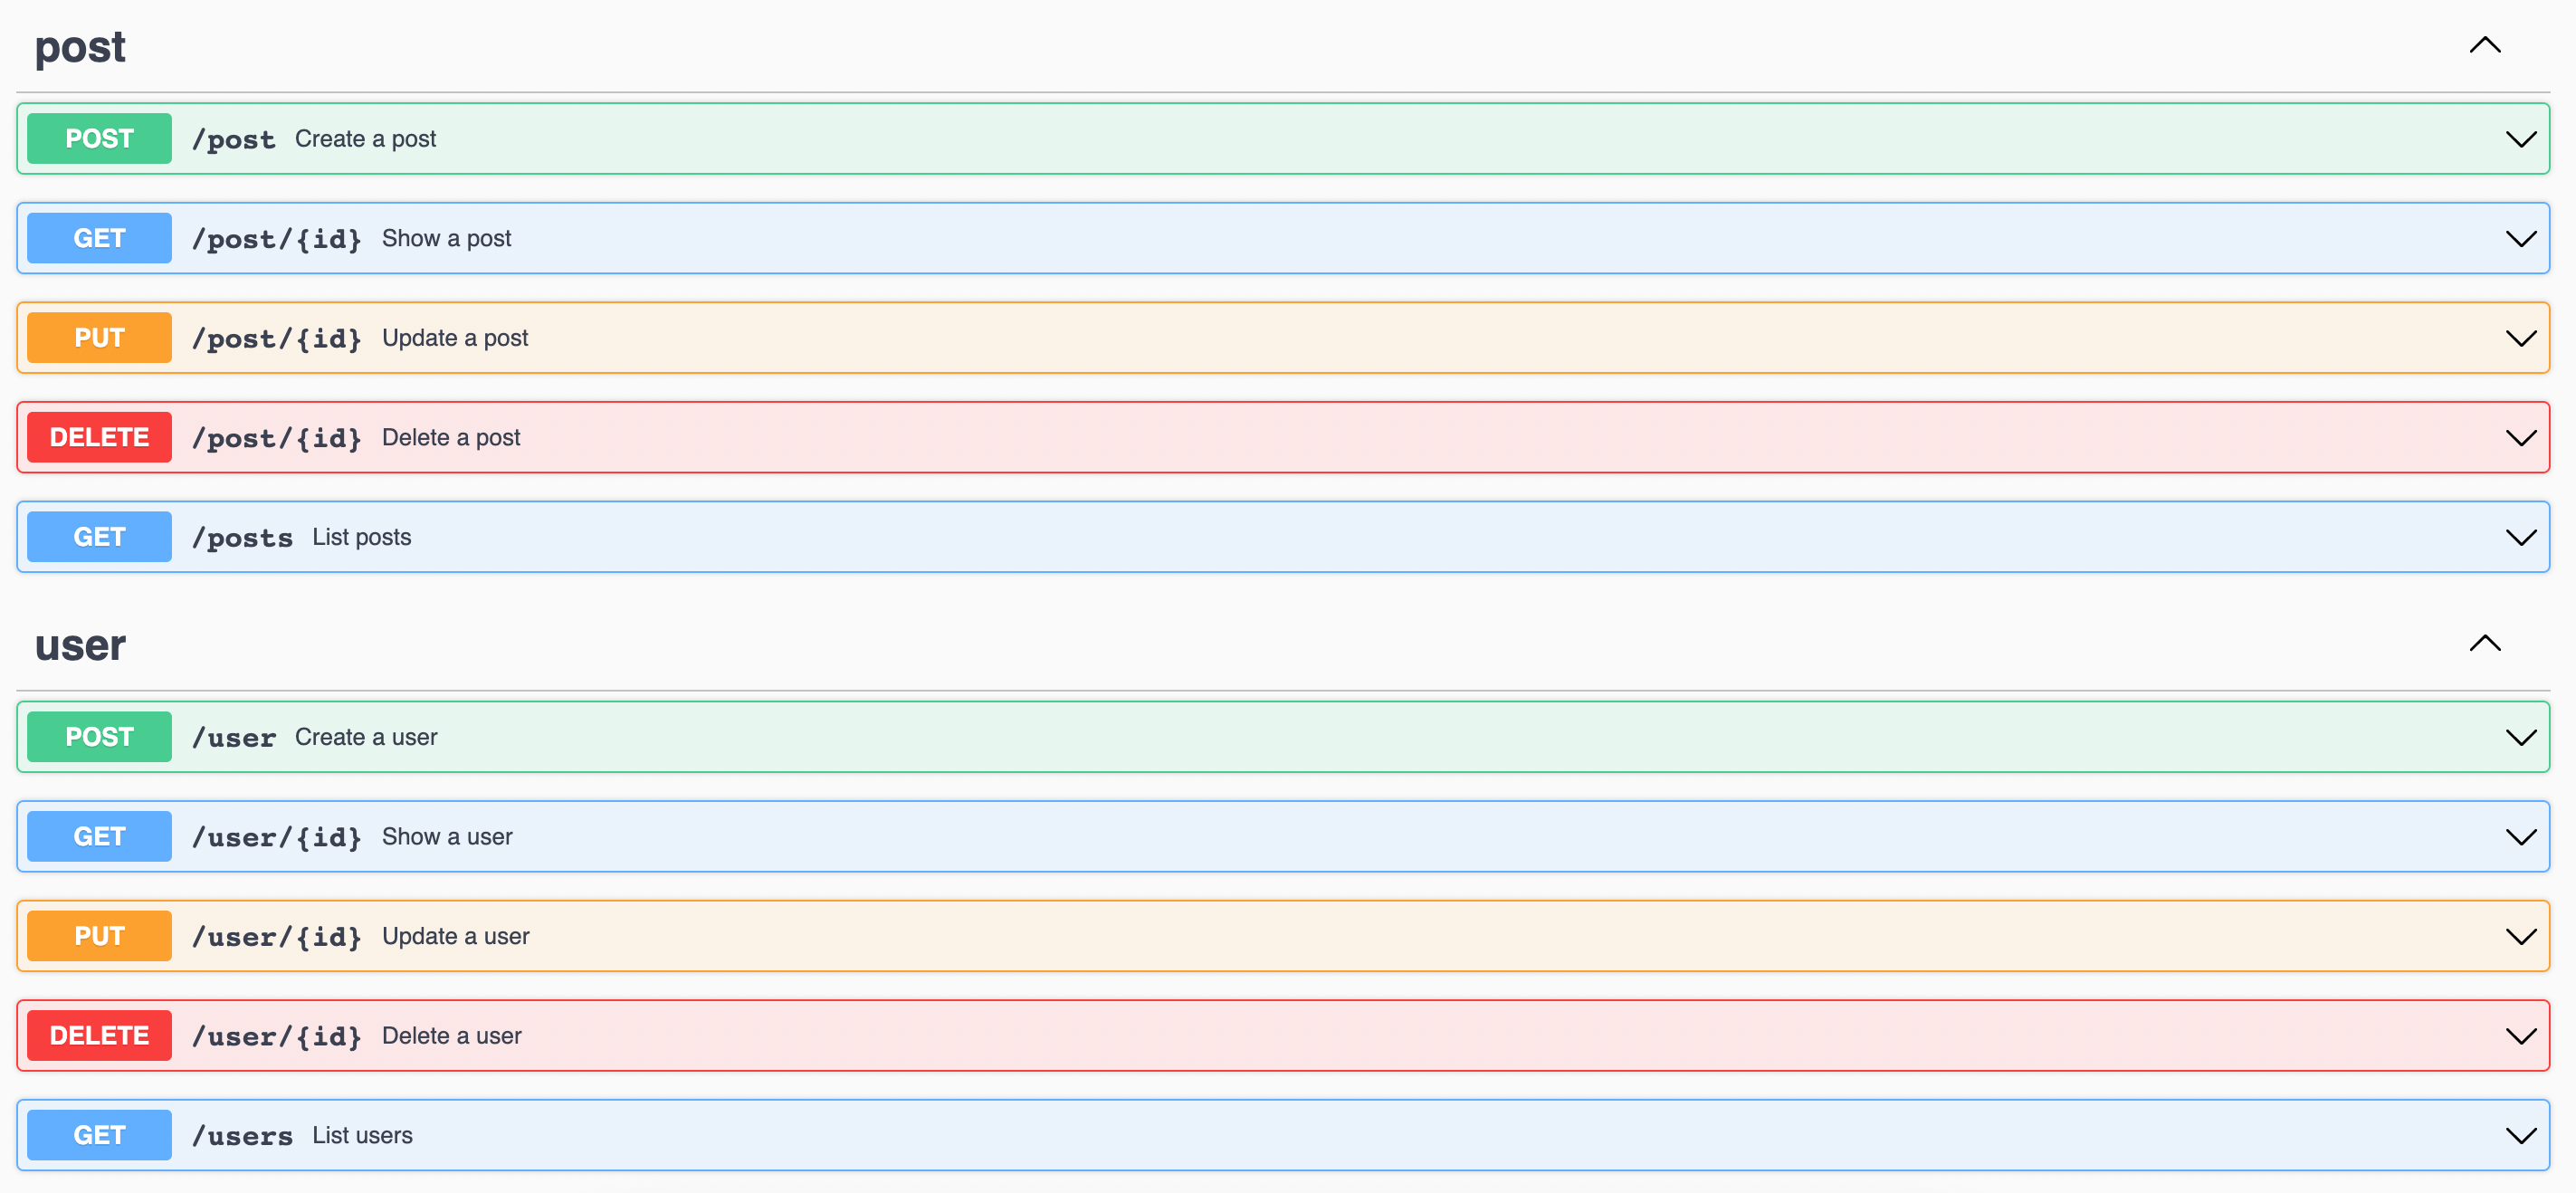 post
POST /post Create a post
GET /post/{id} Show a post
PUT /post/{id} Update a post
DELETE /post/{id} Delete a post
GET /posts List posts
user
POST /user Create a user
GET /user/{id} Show a user
PUT /user/{id} Update a user
DELETE /user/{id} Delete a user
GET /users List users